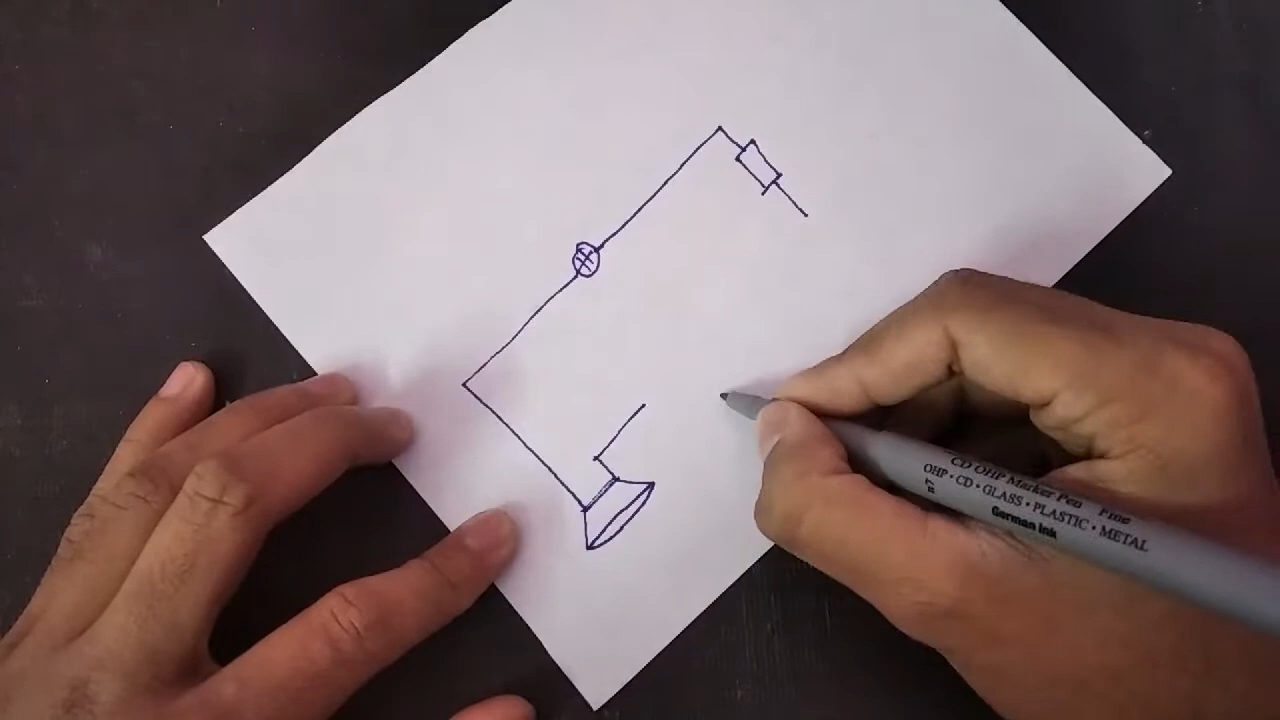 CD OHP Marker Pen Fine
OHP • CD • GLASS • PLASTIC • METAL
German Ink